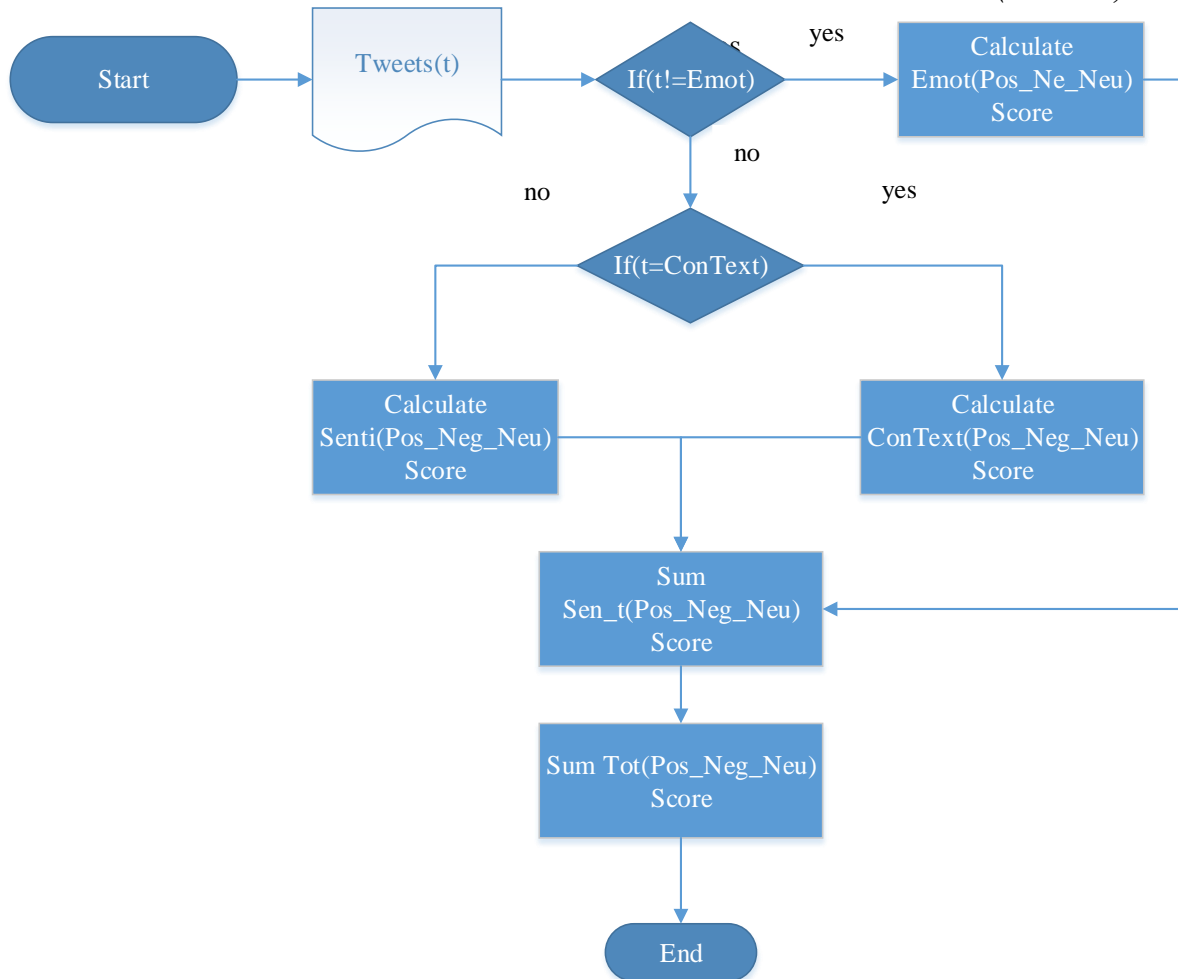 Start
Tweets(t)
If(t!=Emot)
yes
Calculate
Emot(Pos_Ne_Neu)
Score
no
no
yes
If(t=ConText)
Calculate
Senti(Pos_Neg_Neu)
Score
Calculate
ConText(Pos_Neg_Neu)
Score
Sum
Sen_t(Pos_Neg_Neu)
Score
Sum Tot(Pos_Neg_Neu)
Score
End